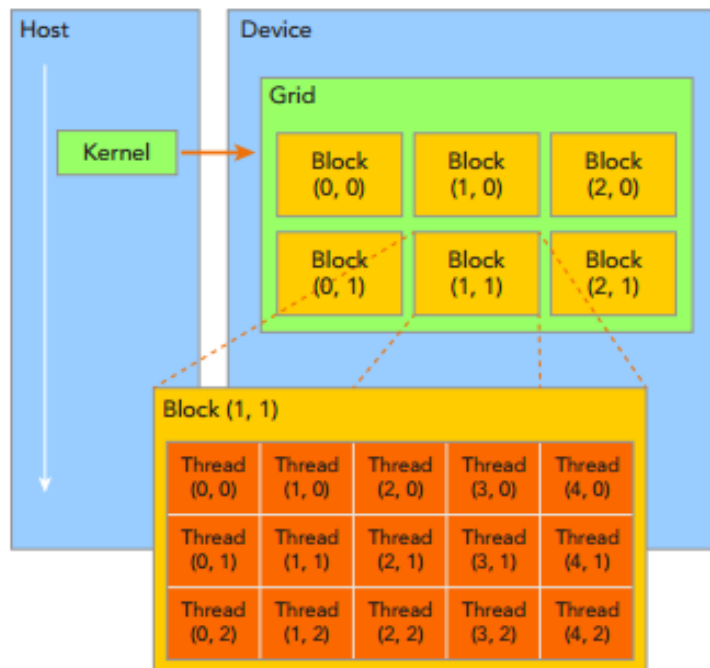 Host
Device
Grid
Kernel
Block
(0, 0)
Block
(1, 0)
Block
(2, 0)
Block
(0, 1)
Block
(1, 1)
Block
(2, 1)
Block (1, 1)
Thread
(0, 0)
Thread
(1, 0)
Thread
(2, 0)
Thread
(3, 0)
Thread
(4, 0)
Thread
(0, 1)
Thread
(1, 1)
Thread
(2, 1)
Thread
(3, 1)
Thread
(4, 1)
Thread
(0, 2)
Thread
(1, 2)
Thread
(2, 2)
Thread
(3, 2)
Thread
(4, 2)